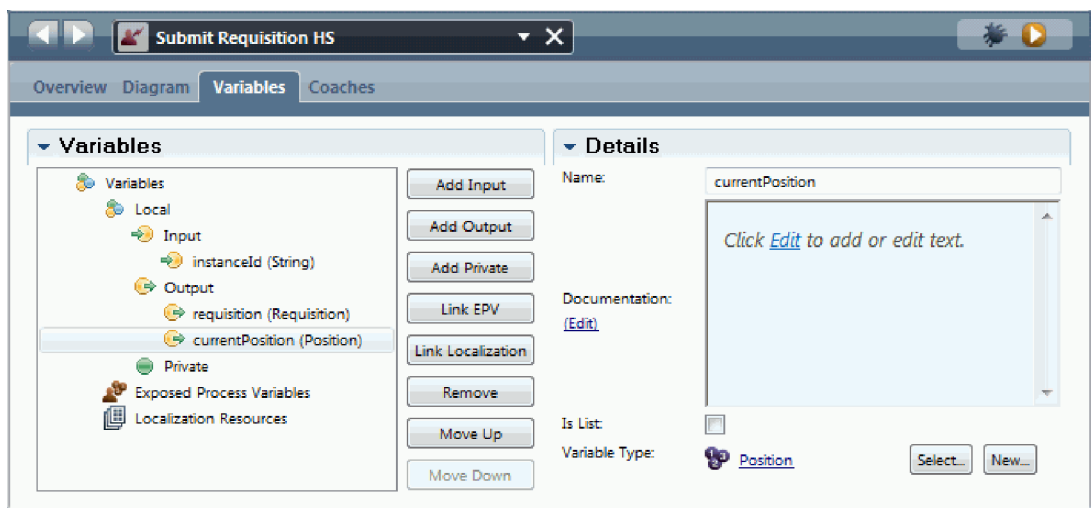 Submit Requisition HS
Overview Diagram Variables Coaches
Variables
Variables
Local
Input
instanceId (String)
Output
requisition (Requisition)
currentPosition (Position)
Private
Exposed Process Variables
Localization Resources
Add Input
Add Output
Add Private
Link EPV
Link Localization
Remove
Move Up
Move Down
Details
Name: currentPosition
Click Edit to add or edit text.
Documentation:
(Edit)
Is List:
Variable Type: Position Select... New...